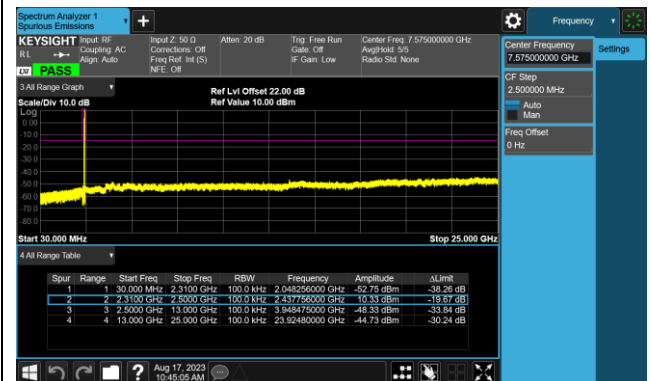 Spectrum Analyzer 1
Spurious Emissions
+
Frequency
KEYSIGHT Input: RF Input Z: 50 Ω Atten: 20 dB Trig: Free Run Center Freq: 7.575000000 GHz
RL Coupling: AC Corrections: Off Gate: Off Avg|Hold: 5/5
Align: Auto Freq Ref: Int (S) IF Gain: Low Radio Std: None
PASS NFE: Off
Center Frequency
7.575000000 GHz
Settings
CF Step
2.500000 MHz
Auto
Man
Freq Offset
0 Hz
3 All Range Graph
Ref Lvl Offset 22.00 dB
Scale/Div 10.0 dB Ref Value 10.00 dBm
Log
0.00
-10.0
-20.0
-30.0
-40.0
-50.0
-60.0
-70.0
-80.0
Start 30.000 MHz Stop 25.000 GHz
4 All Range Table
Spur Range Start Freq Stop Freq RBW Frequency Amplitude ΔLimit
1 1 30.000 MHz 2.3100 GHz 100.0 kHz 2.048256000 GHz -52.75 dBm -38.26 dB
2 2 2.3100 GHz 2.5000 GHz 100.0 kHz 2.437756000 GHz 10.33 dBm -19.67 dB
3 3 2.5000 GHz 13.000 GHz 100.0 kHz 3.948475000 GHz -48.33 dBm -33.84 dB
4 4 13.000 GHz 25.000 GHz 100.0 kHz 23.92480000 GHz -44.73 dBm -30.24 dB
? Aug 17, 2023
10:45:05 AM